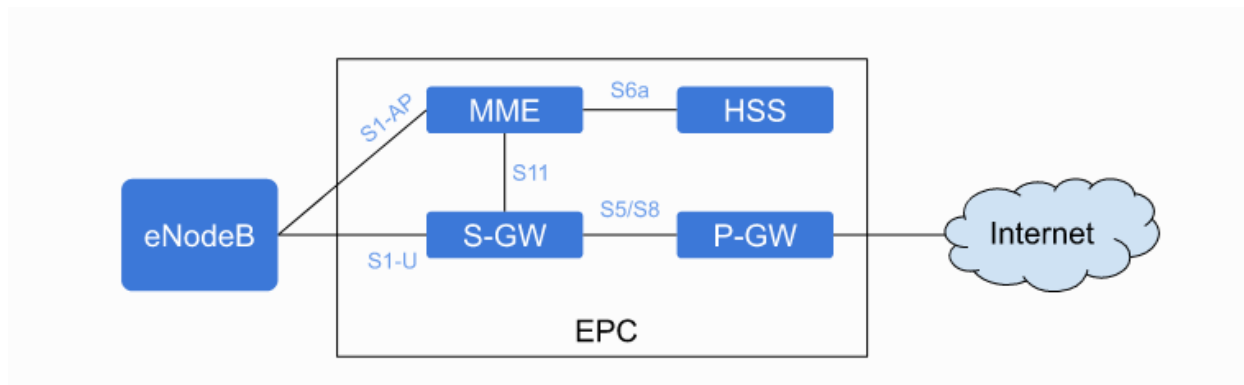 S1-AP
MME
S6a
HSS
S11
eNodeB
S1-U
S-GW
S5/S8
P-GW
Internet
EPC